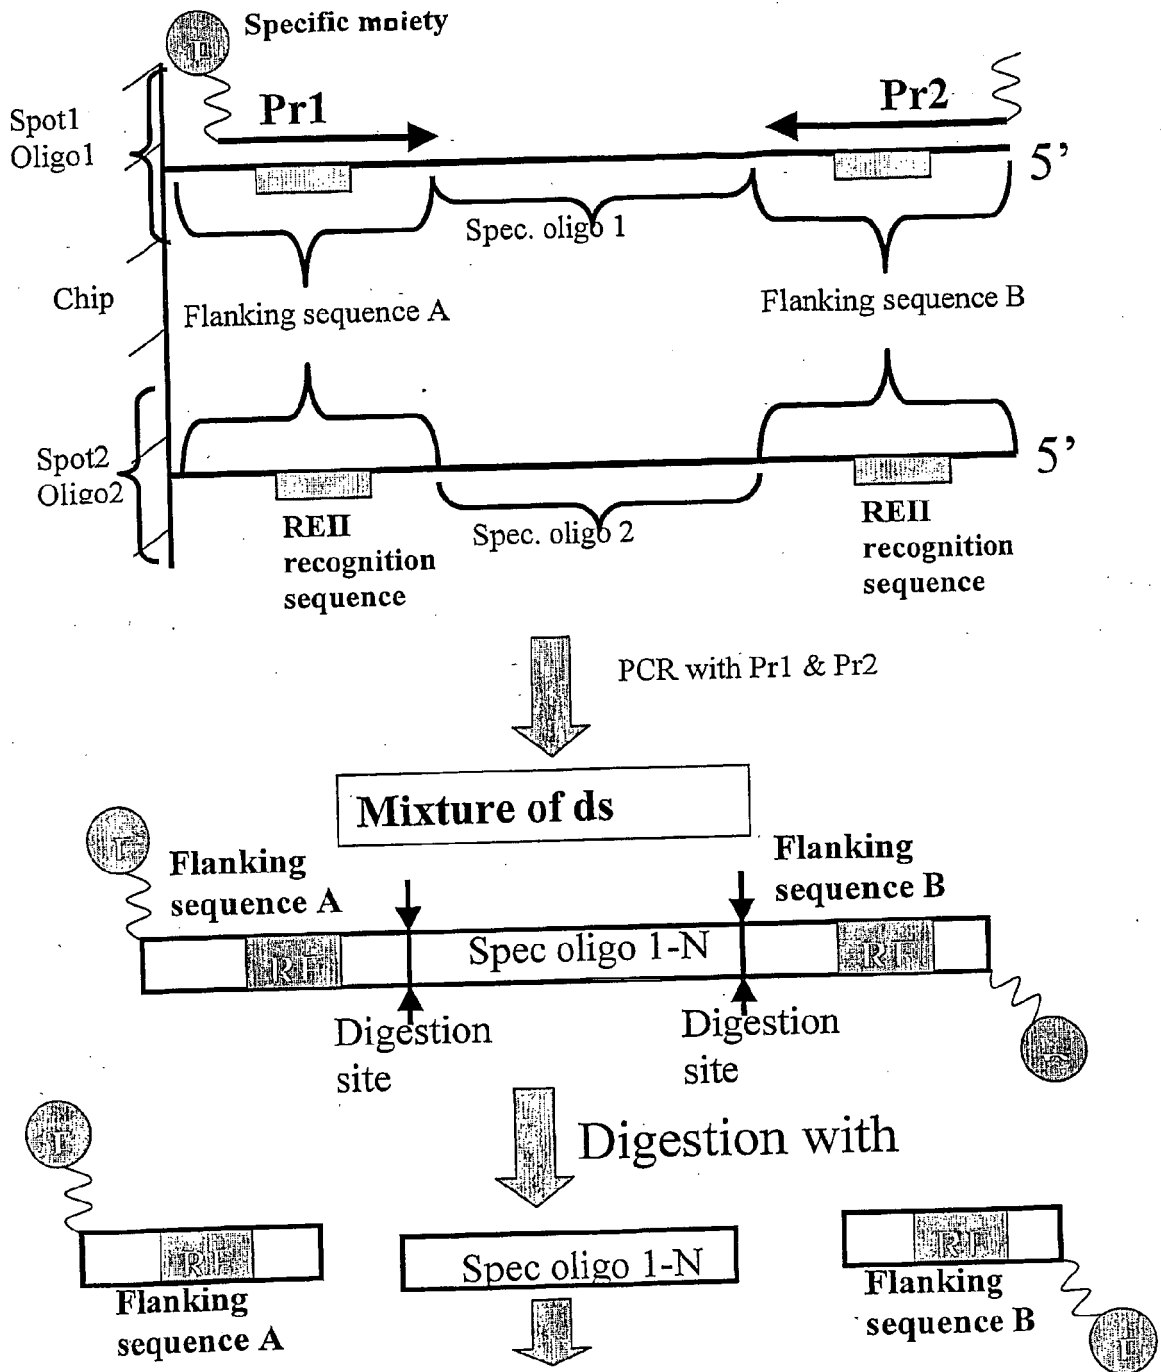 Specific moiety
Pr1
Pr2
Spot1
Oligo1
5’
Spec. oligo 1
Chip
Flanking sequence A
Flanking sequence B
Spot2
Oligo2
5’
REII
recognition
sequence
Spec. oligo 2
REII
recognition
sequence
PCR with Pr1 & Pr2
Mixture of ds
Flanking
sequence A
Flanking
sequence B
Spec oligo 1-N
Digestion
site
Digestion
site
Digestion with
Spec oligo 1-N
Flanking
sequence A
Flanking
sequence B